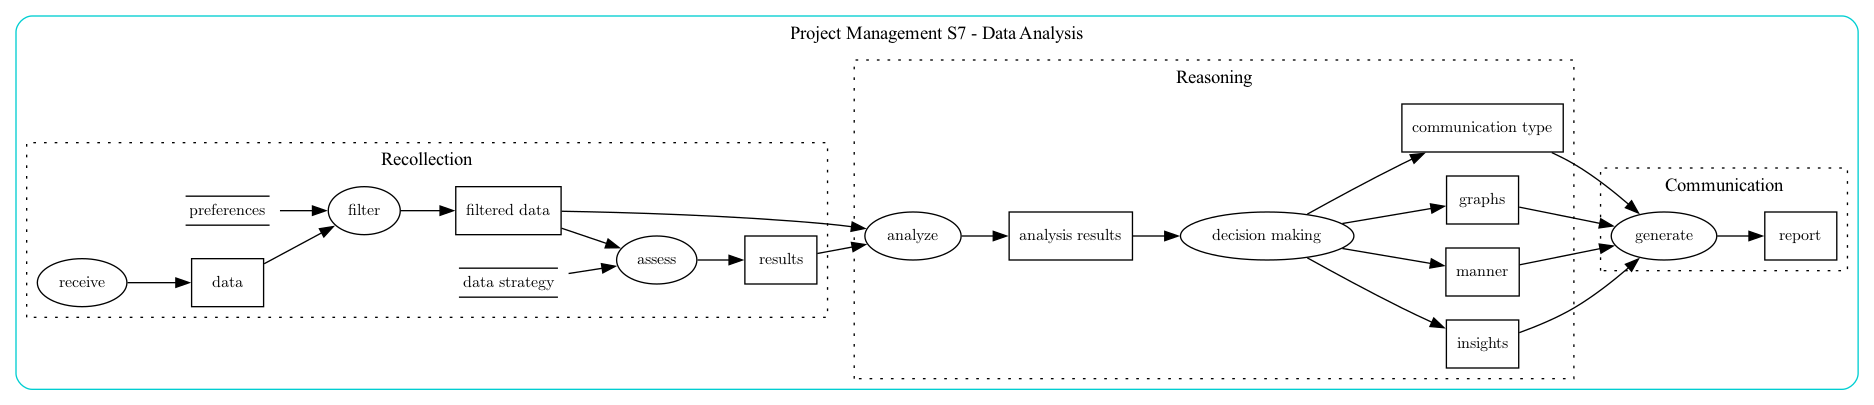 Project Management S7 - Data Analysis
Recollection
preferences
filter
filtered data
receive
data
data strategy
assess
results
Reasoning
analyze
analysis results
decision making
communication type
graphs
manner
insights
Communication
generate
report